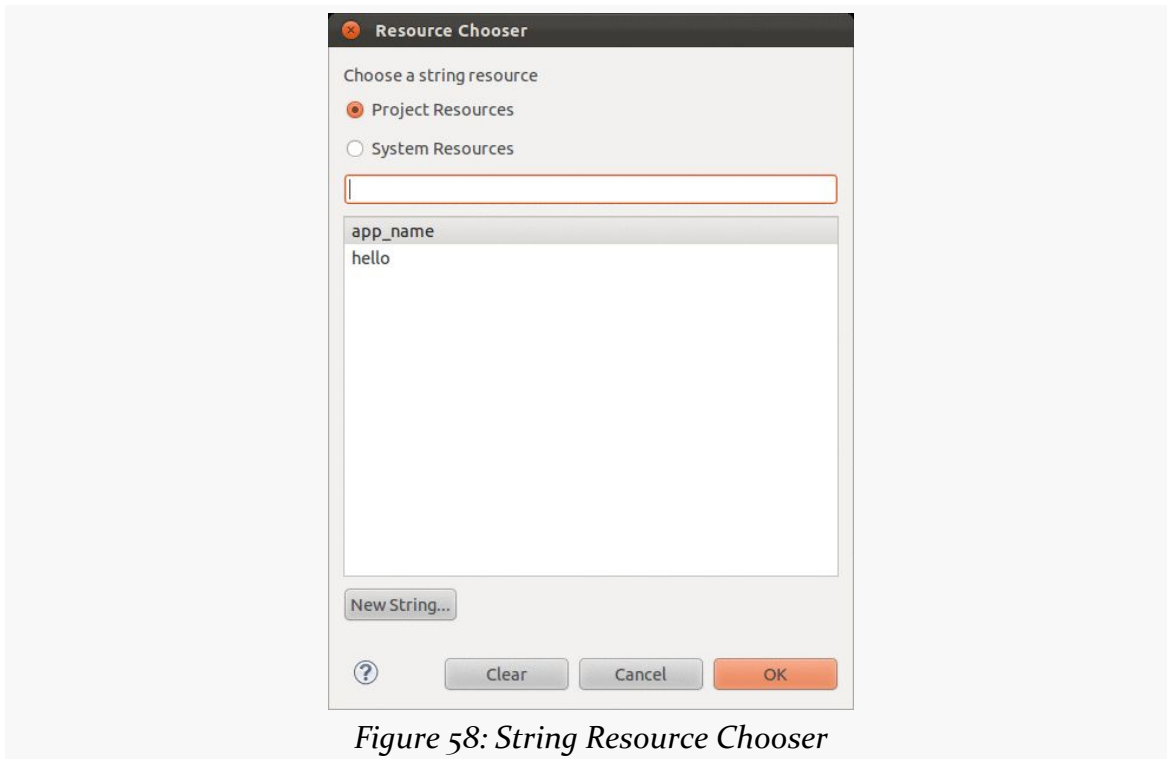 Resource Chooser
Choose a string resource
Project Resources
System Resources
app_name
hello
New String...
?
Clear Cancel OK
Figure 58: String Resource Chooser